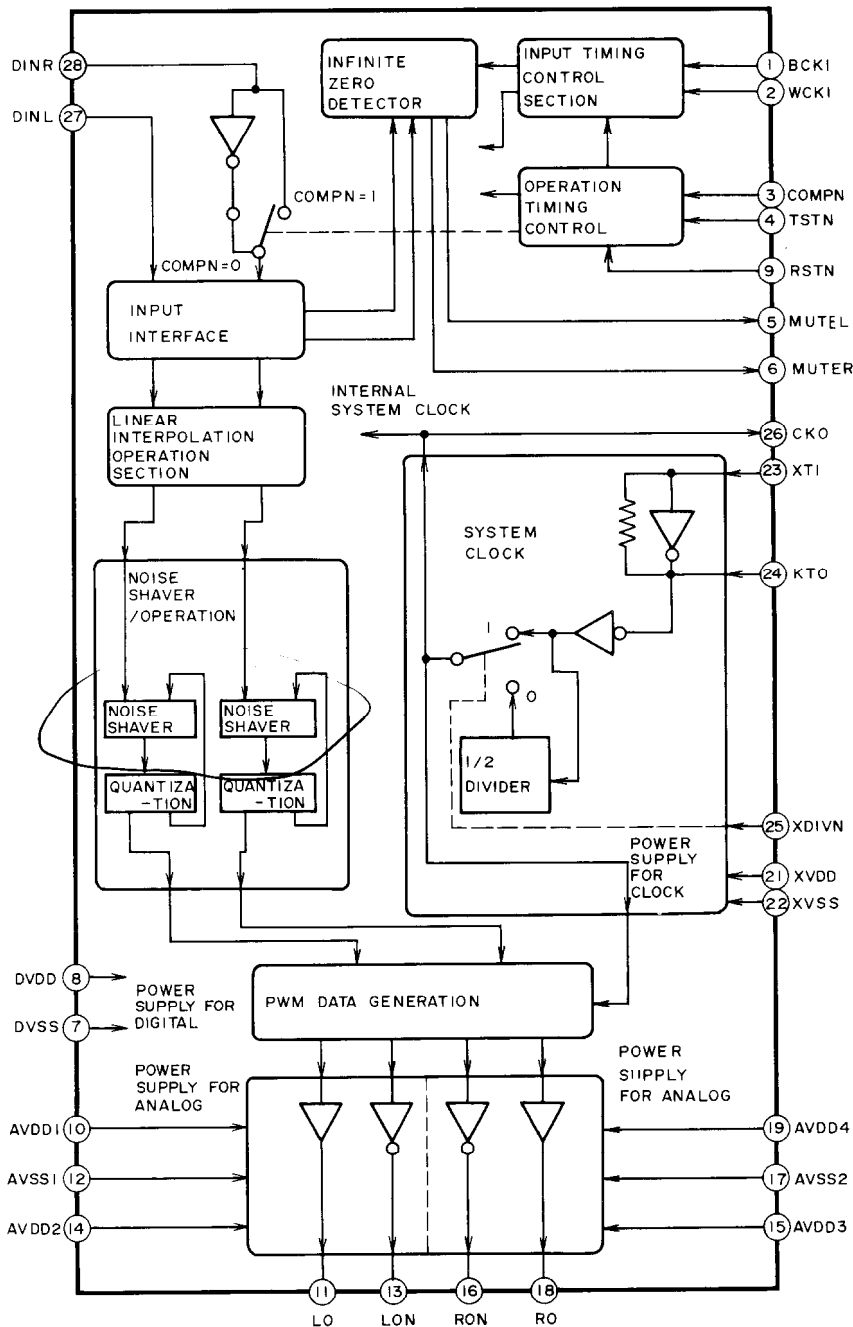 DINR 28
DINL 27
INFINITE
ZERO
DETECTOR
INPUT TIMING
CONTROL
SECTION
1 BCK1
2 WCK1
COMPN=1
OPERATION
TIMING
CONTROL
3 COMPN
4 TSTN
9 RSTN
COMPN=0
INPUT
INTERFACE
5 MUTEL
6 MUTER
INTERNAL
SYSTEM CLOCK
26 CKO
LINEAR
INTERPOLATION
OPERATION
SECTION
23 XT1
SYSTEM
CLOCK
24 KTO
NOISE
SHAVER
/OPERATION
1
0
NOISE
SHAVER
NOISE
SHAVER
1/2
DIVIDER
QUANTIZA
-TION
QUANTIZA
-TION
25 XDIVN
POWER
SUPPLY
FOR
CLOCK
21 XVDD
22 XVSS
DVDD 8
DVSS 7
POWER
SUPPLY FOR
DIGITAL
PWM DATA GENERATION
POWER
SUPPLY FOR
ANALOG
POWER
SUPPLY
FOR ANALOG
AVDD1 10
AVSS1 12
AVDD2 14
19 AVDD4
17 AVSS2
15 AVDD3
11 13 16 18
LO LON RON RO